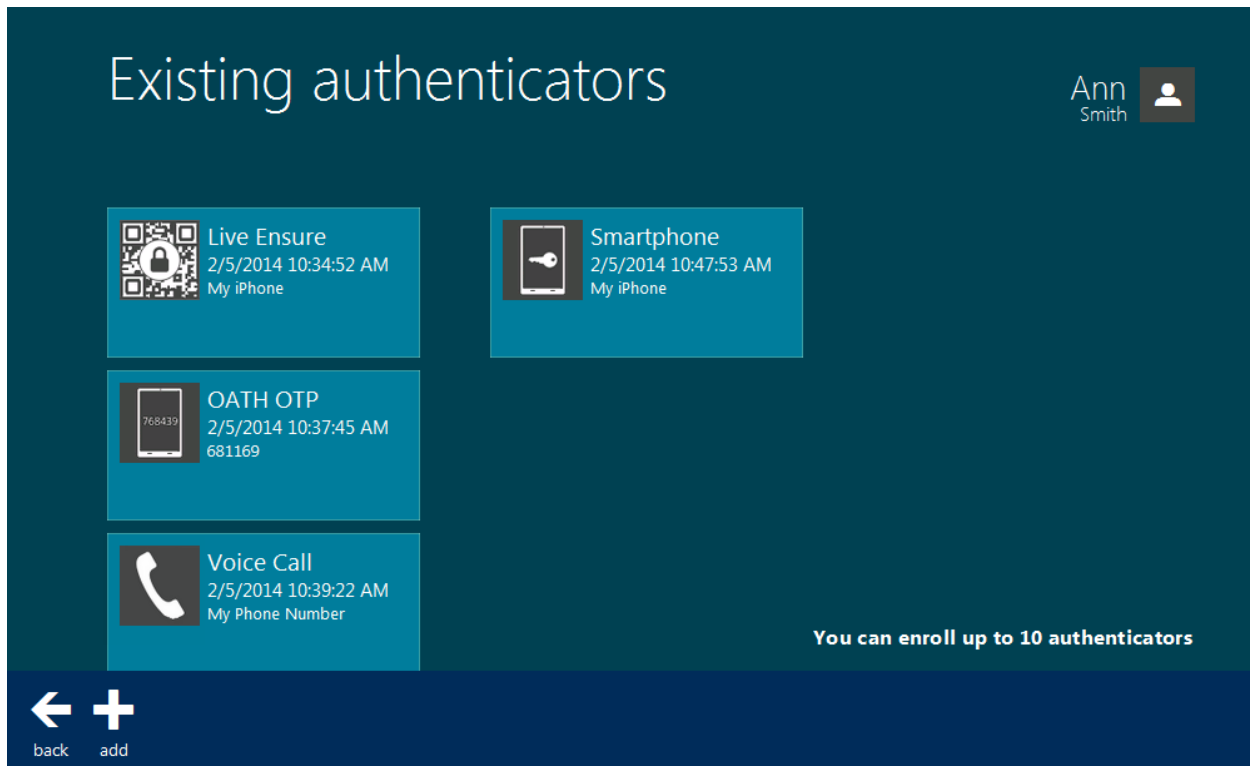 Existing authenticators
Ann
Smith
Live Ensure
2/5/2014 10:34:52 AM
My iPhone
Smartphone
2/5/2014 10:47:53 AM
My iPhone
768439
OATH OTP
2/5/2014 10:37:45 AM
681169
Voice Call
2/5/2014 10:39:22 AM
My Phone Number
You can enroll up to 10 authenticators
back
add